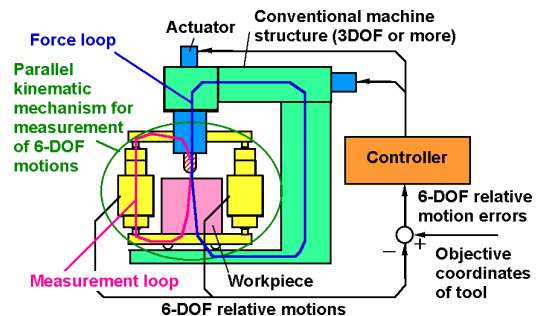 Actuator
Conventional machine
structure (3DOF or more)
Force loop
Parallel
kinematic
mechanism for
measurement
of 6-DOF
motions
Controller
6-DOF relative
motion errors
− +
Objective
coordinates
of tool
Measurement loop
Workpiece
6-DOF relative motions